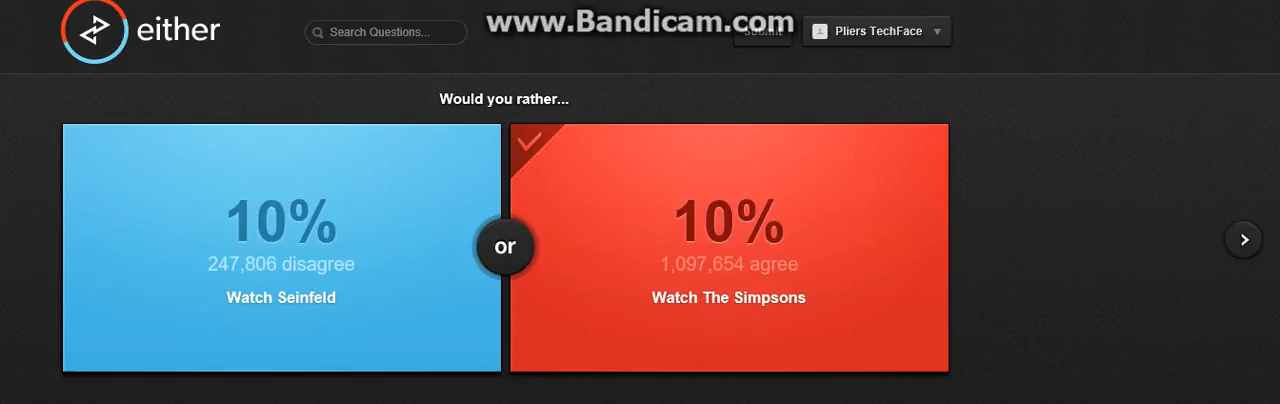 www.Bandicam.com
either
Search Questions...
Submit
Pliers TechFace
Would you rather...
10%
247,806 disagree
Watch Seinfeld
or
10%
1,097,654 agree
Watch The Simpsons